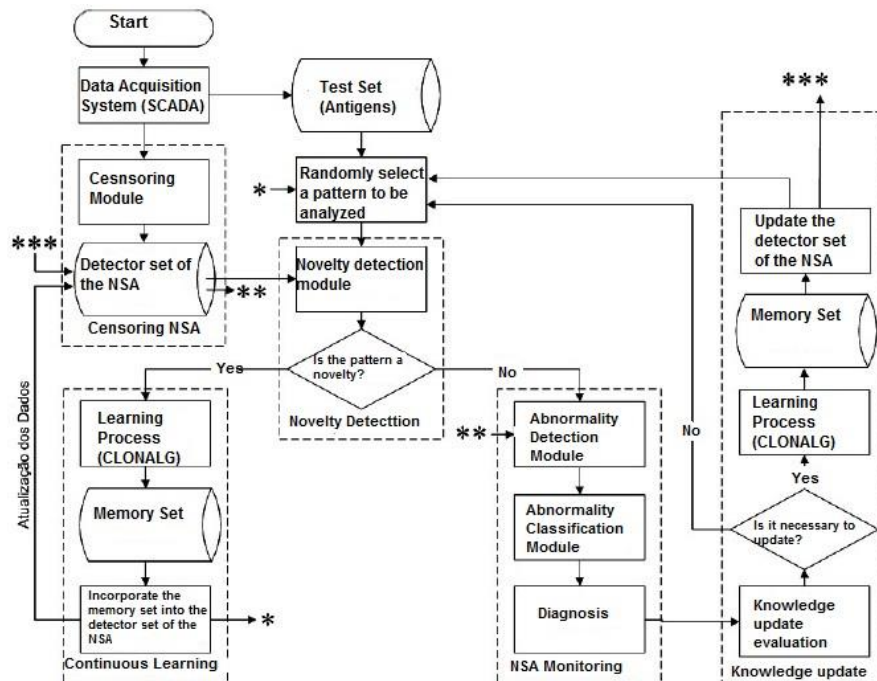 Start
Data Acquisition
System (SCADA)
Test Set
(Antigens)
***
Cesnsoring
Module
*
Randomly select
a pattern to be
analyzed
***
Detector set of
the NSA
**
Censoring NSA
Novelty detection
module
Update the
detector set
of the NSA
Is the pattern a
novelty?
Yes
No
Novelty Detecttion
Memory Set
Atualização dos Dados
Learning
Process
(CLONALG)
**
Abnormality
Detection
Module
No
Learning
Process
(CLONALG)
Yes
Memory Set
Abnormality
Classification
Module
Is it necessary to
update?
Incorporate the
memory set into the
detector set of the
NSA
*
Continuous Learning
Diagnosis
NSA Monitoring
Knowledge
update
evaluation
Knowledge update